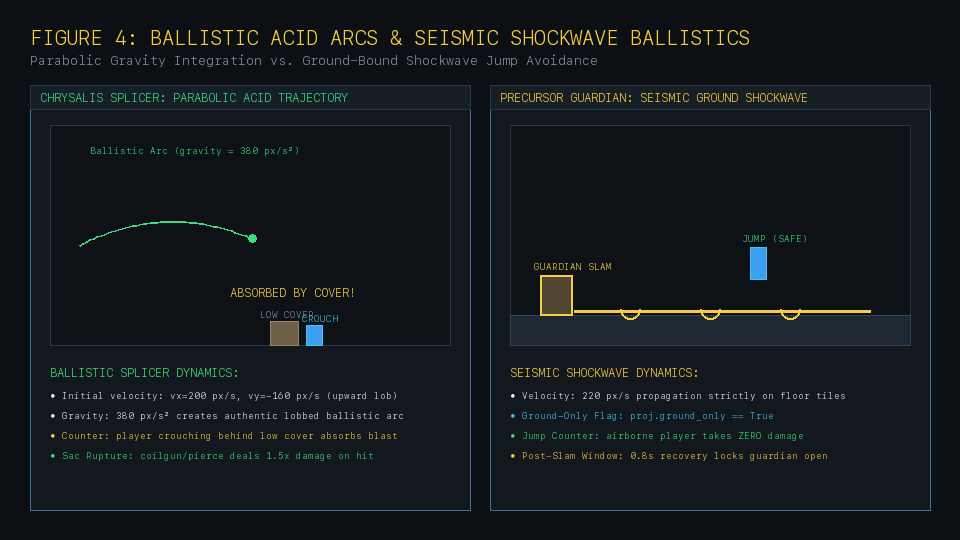 FIGURE 4: BALLISTIC ACID ARCS & SEISMIC SHOCKWAVE BALLISTICS
Parabolic Gravity Integration vs. Ground-Bound Shockwave Jump Avoidance
CHRYSALIS SPLICER: PARABOLIC ACID TRAJECTORY
Ballistic Arc (gravity = 380 px/s²)
ABSORBED BY COVER!
LOW COVER
CROUCH
BALLISTIC SPLICER DYNAMICS:
• Initial velocity: vx=200 px/s, vy=-160 px/s (upward lob)
• Gravity: 380 px/s² creates authentic lobbed ballistic arc
• Counter: player crouching behind low cover absorbs blast
• Sac Rupture: coilgun/pierce deals 1.5x damage on hit
PRECURSOR GUARDIAN: SEISMIC GROUND SHOCKWAVE
JUMP (SAFE)
GUARDIAN SLAM
SEISMIC SHOCKWAVE DYNAMICS:
• Velocity: 220 px/s propagation strictly on floor tiles
• Ground-Only Flag: proj.ground_only == True
• Jump Counter: airborne player takes ZERO damage
• Post-Slam Window: 0.8s recovery locks guardian open